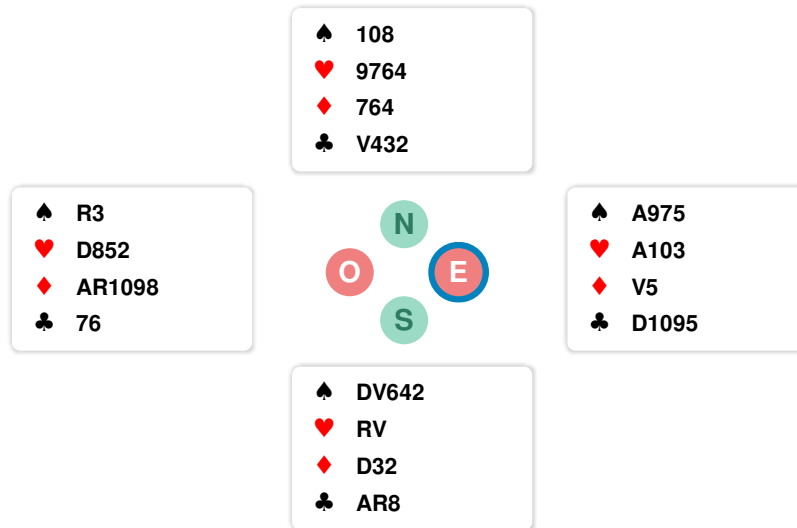 ♠ 108
♥ 9764
♦ 764
♣ V432
♠ R3
♥ D852
♦ AR1098
♣ 76
N
O E
S
♠ A975
♥ A103
♦ V5
♣ D1095
♠ DV642
♥ RV
♦ D32
♣ AR8